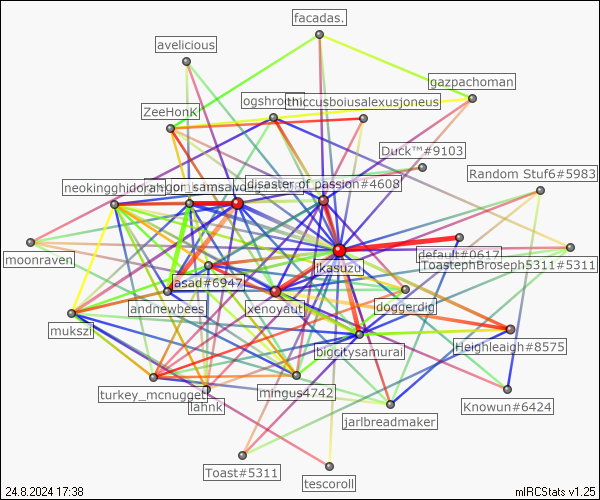 facadas.
avelicious
gazpachoman
ogshroom
thiccusboiusalexusjoneus
ZeeHonK
Duck™#9103
Random Stuf6#5983
neokingghidorah
disaster of passion#4608
moonraven
default#0617
ToastephBroseph5311#5311
ikasuzu
asad#6947
andnewbees
xenoyaut
doggerdig
mukszi
bigcitysamurai
Heighleaigh#8575
turkey_mcnugget
lahnk
mingus4742
Knowun#6424
jarlbreadmaker
Toast#5311
tescoroll
24.8.2024 17:38
mIRCStats v1.25